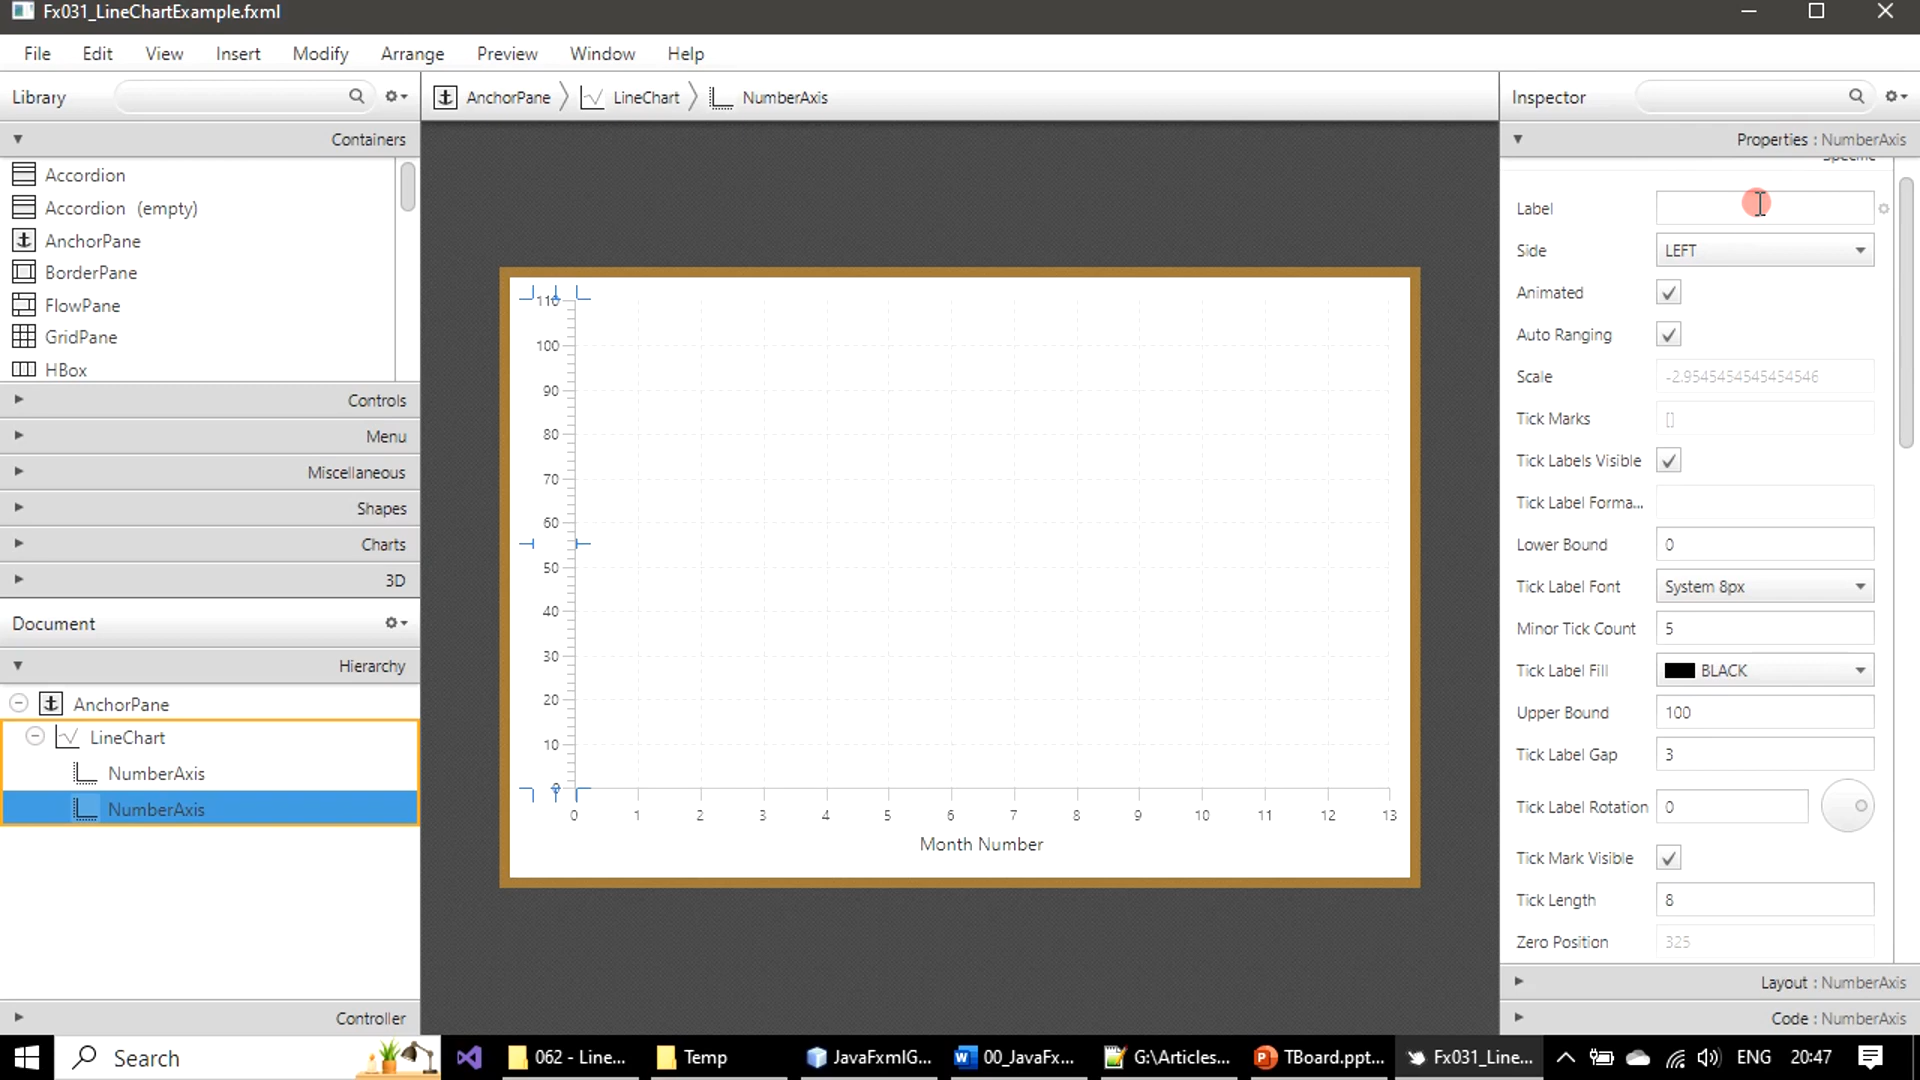 Fx031_LineChartExample.fxml
File Edit View Insert Modify Arrange Preview Window Help
Library
AnchorPane LineChart NumberAxis
Inspector
Containers
Accordion
Accordion (empty)
AnchorPane
BorderPane
FlowPane
GridPane
HBox
Controls
Menu
Miscellaneous
Shapes
Charts
3D
Document
Hierarchy
AnchorPane
LineChart
NumberAxis
NumberAxis
Controller
110
100
90
80
70
60
50
40
30
20
10
0
0 1 2 3 4 5 6 7 8 9 10 11 12 13
Month Number
Properties : NumberAxis
Specific
Label
Side LEFT
Animated
Auto Ranging
Scale -2.9545454545454546
Tick Marks []
Tick Labels Visible
Tick Label Forma...
Lower Bound 0
Tick Label Font System 8px
Minor Tick Count 5
Tick Label Fill BLACK
Upper Bound 100
Tick Label Gap 3
Tick Label Rotation 0
Tick Mark Visible
Tick Length 8
Zero Position 325
Layout : NumberAxis
Code : NumberAxis
Search 062 - Line... Temp JavaFxmlG... 00_JavaFx... G:\Articles... TBoard.ppt... Fx031_Line... ENG 20:47